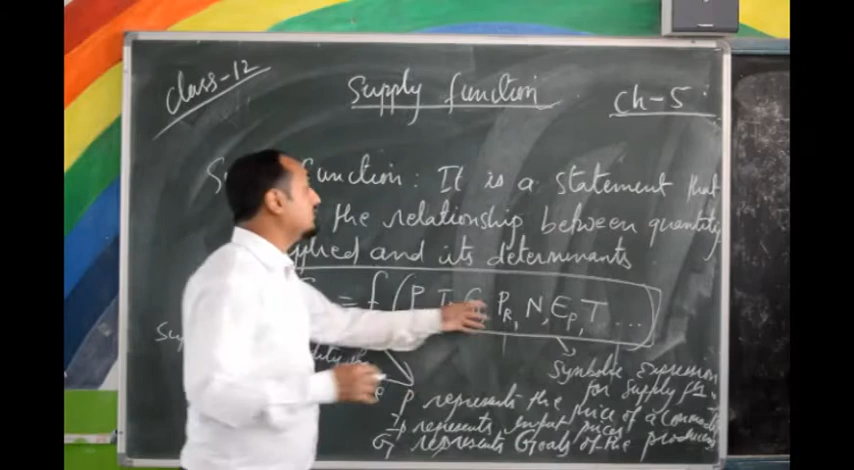 Class-12
Supply function
Ch-5
function: It is a statement that
the relationship between quantity
and its determinants
= f (P, I, G, PR, N, EP, T ...
Symbolic expression
for supply fn.
P represents the price of a commodity
Ip represents input prices
G represents Goals of the producers